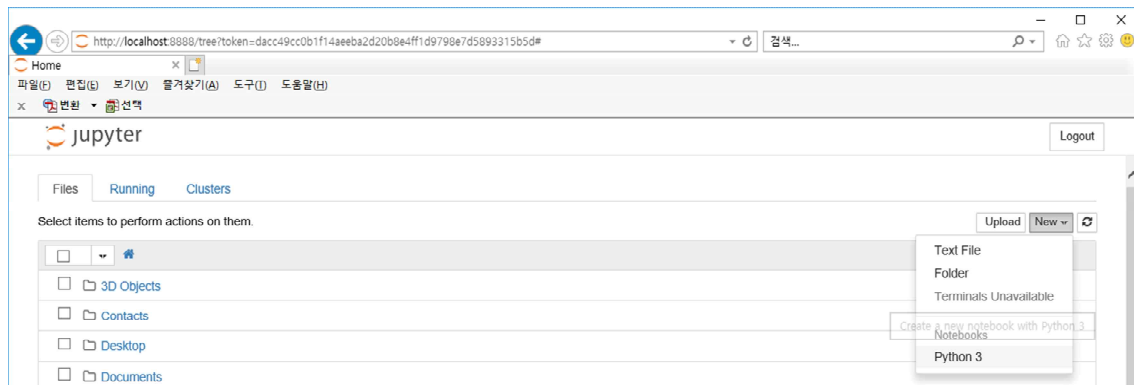 http://localhost:8888/tree?token=dacc49cc0b1f14aeeba2d20b8e4ff1d9798e7d5893315b5d#
검색...
Home
파일(F) 편집(E) 보기(V) 즐겨찾기(A) 도구(T) 도움말(H)
x 변환 선택
jupyter
Logout
Files Running Clusters
Select items to perform actions on them.
Upload New
Text File
Folder
Terminals Unavailable
Create a new notebook with Python 3
Notebooks
Python 3
3D Objects
Contacts
Desktop
Documents